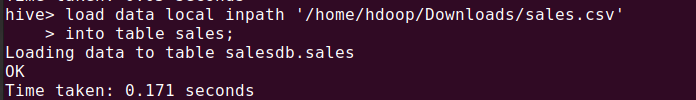 hive> load data local inpath '/home/hdoop/Downloads/sales.csv'
    > into table sales;
Loading data to table salesdb.sales
OK
Time taken: 0.171 seconds